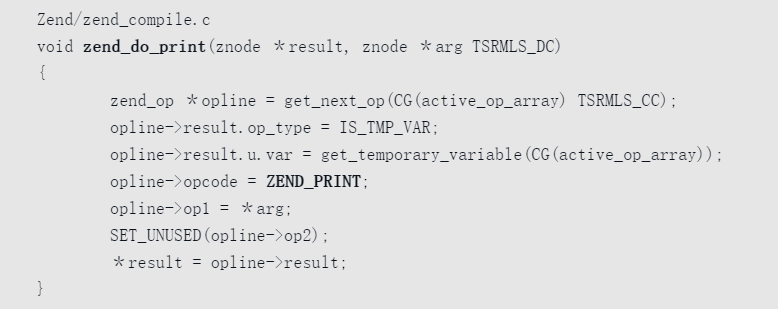 Zend/zend_compile.c
void zend_do_print(znode *result, znode *arg TSRMLS_DC)
{
zend_op *opline = get_next_op(CG(active_op_array) TSRMLS_CC);
opline->result.op_type = IS_TMP_VAR;
opline->result.u.var = get_temporary_variable(CG(active_op_array));
opline->opcode = ZEND_PRINT;
opline->op1 = *arg;
SET_UNUSED(opline->op2);
*result = opline->result;
}